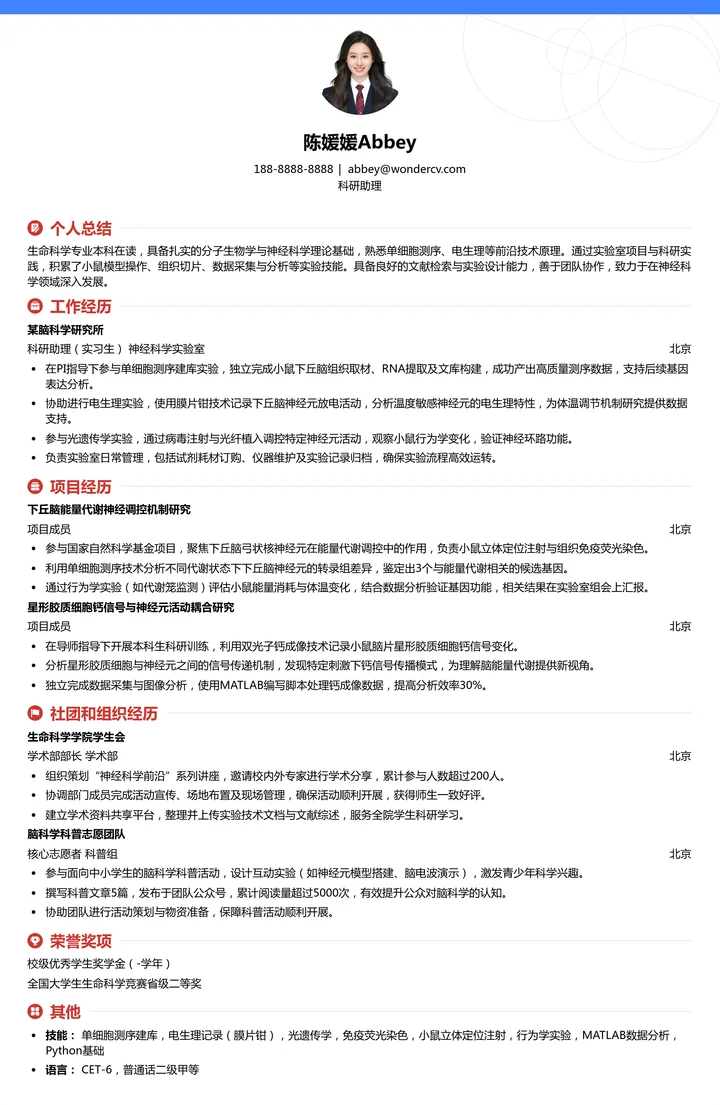 陈媛媛Abbey
188-8888-8888 | abbey@wondercv.com
科研助理
个人总结
生命科学专业本科在读，具备扎实的分子生物学与神经科学理论基础，熟悉单细胞测序、电生理等前沿技术原理。通过实验室项目与科研实
践，积累了小鼠模型操作、组织切片、数据采集与分析等实验技能。具备良好的文献检索与实验设计能力，善于团队协作，致力于在神经科
学领域深入发展。
工作经历
某脑科学研究所
科研助理（实习生） 神经科学实验室 北京
• 在PI指导下参与单细胞测序建库实验，独立完成小鼠下丘脑组织取材、RNA提取及文库构建，成功产出高质量测序数据，支持后续基因
表达分析。
• 协助进行电生理实验，使用膜片钳技术记录下丘脑神经元放电活动，分析温度敏感神经元的电生理特性，为体温调节机制研究提供数据
支持。
• 参与光遗传学实验，通过病毒注射与光纤植入调控特定神经元活动，观察小鼠行为学变化，验证神经环路功能。
• 负责实验室日常管理，包括试剂耗材订购、仪器维护及实验记录归档，确保实验流程高效运转。
项目经历
下丘脑能量代谢神经调控机制研究
项目成员 北京
• 参与国家自然科学基金项目，聚焦下丘脑弓状核神经元在能量代谢调控中的作用，负责小鼠立体定位注射与组织免疫荧光染色。
• 利用单细胞测序技术分析不同代谢状态下下丘脑神经元的转录组差异，鉴定出3个与能量代谢相关的候选基因。
• 通过行为学实验（如代谢笼监测）评估小鼠能量消耗与体温变化，结合数据分析验证基因功能，相关结果在实验室组会上汇报。
星形胶质细胞钙信号与神经元活动耦合研究
项目成员 北京
• 在导师指导下开展本科生科研训练，利用双光子钙成像技术记录小鼠脑片星形胶质细胞钙信号变化。
• 分析星形胶质细胞与神经元之间的信号传递机制，发现特定刺激下钙信号传播模式，为理解脑能量代谢提供新视角。
• 独立完成数据采集与图像分析，使用MATLAB编写脚本处理钙成像数据，提高分析效率30%。
社团和组织经历
生命科学学院学生会
学术部部长 学术部 北京
• 组织策划“神经科学前沿”系列讲座，邀请校内外专家进行学术分享，累计参与人数超过200人。
• 协调部门成员完成活动宣传、场地布置及现场管理，确保活动顺利开展，获得师生一致好评。
• 建立学术资料共享平台，整理并上传实验技术文档与文献综述，服务全院学生科研学习。
脑科学科普志愿团队
核心志愿者 科普组 北京
• 参与面向中小学生的脑科学科普活动，设计互动实验（如神经元模型搭建、脑电波演示），激发青少年科学兴趣。
• 撰写科普文章5篇，发布于团队公众号，累计阅读量超过5000次，有效提升公众对脑科学的认知。
• 协助团队进行活动策划与物资准备，保障科普活动顺利开展。
荣誉奖项
校级优秀学生奖学金（-学年）
全国大学生生命科学竞赛省级二等奖
其他
• 技能： 单细胞测序建库，电生理记录（膜片钳），光遗传学，免疫荧光染色，小鼠立体定位注射，行为学实验，MATLAB数据分析，
Python基础
• 语言： CET-6，普通话二级甲等